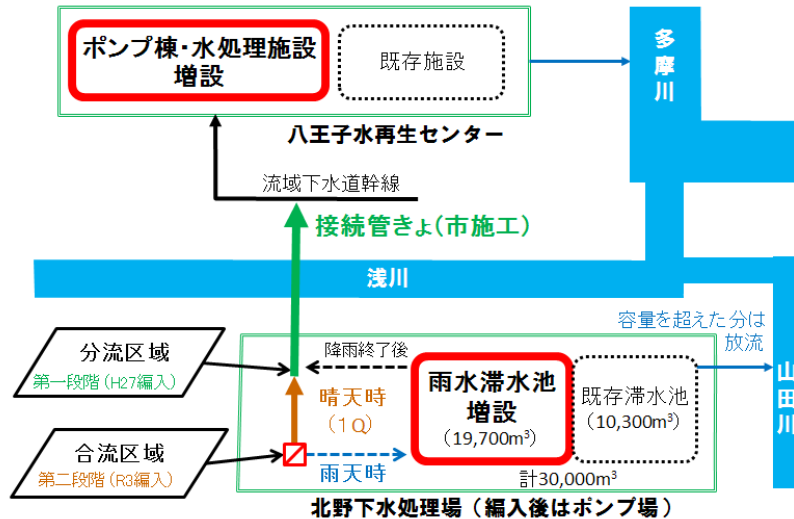 ポンプ棟・水処理施設
増設
既存施設
多摩川
八王子水再生センター
流域下水道幹線
接続管きょ(市施工)
浅川
容量を超えた分は
放流
分流区域
第一段階(H27編入)
降雨終了後
雨水滞水池
増設
(19,700m³)
既存滞水池
(10,300m³)
山田川
晴天時
(1Q)
合流区域
第二段階(R3編入)
雨天時
計30,000m³
北野下水処理場(編入後はポンプ場)